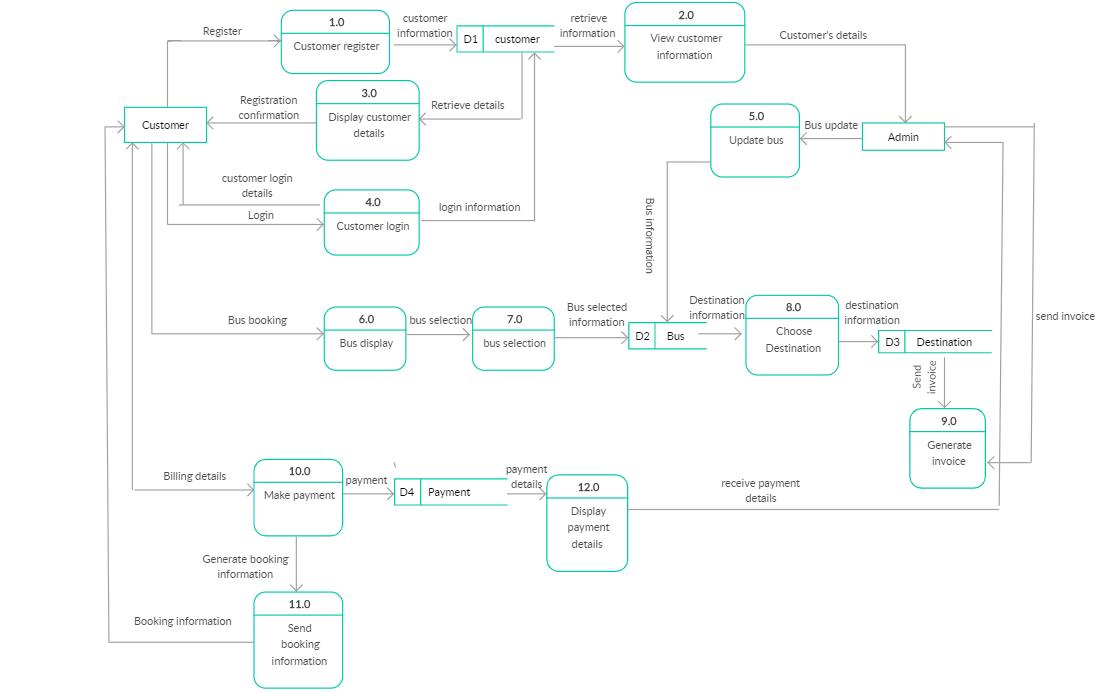 1.0
Customer register
Register
customer
information
D1
customer
retrieve
information
2.0
View customer
information
Customer's details
3.0
Display customer
details
Registration
confirmation
Retrieve details
Customer
5.0
Update bus
Bus update
Admin
customer login
details
Login
4.0
Customer login
login information
Bus information
send invoice
Bus booking
6.0
Bus display
bus selection
7.0
bus selection
Bus selected
information
D2
Bus
Destination
information
8.0
Choose
Destination
destination
information
D3
Destination
Send
invoice
9.0
Generate
invoice
Billing details
10.0
Make payment
payment
D4
Payment
payment
details
12.0
Display
payment
details
receive payment
details
Generate booking
information
11.0
Send
booking
information
Booking information